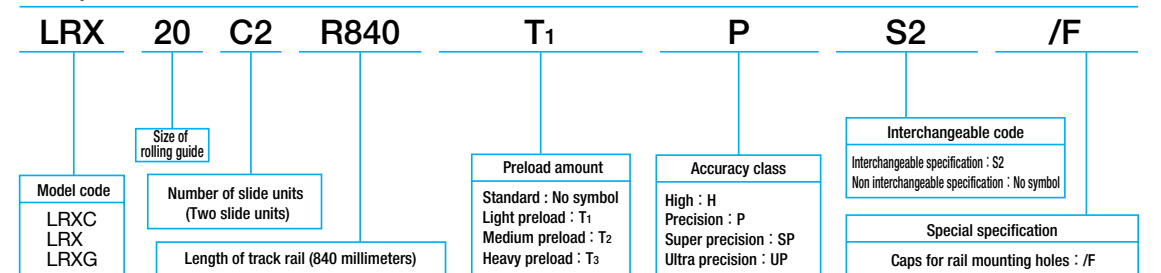 LRX 20 C2 R840 T1 P S2 /F
Size of
rolling guide
Model code
LRXC
LRX
LRXG
Number of slide units
(Two slide units)
Length of track rail (840 millimeters)
Preload amount
Standard : No symbol
Light preload : T1
Medium preload : T2
Heavy preload : T3
Accuracy class
High : H
Precision : P
Super precision : SP
Ultra precision : UP
Interchangeable code
Interchangeable specification : S2
Non interchangeable specification : No symbol
Special specification
Caps for rail mounting holes : /F